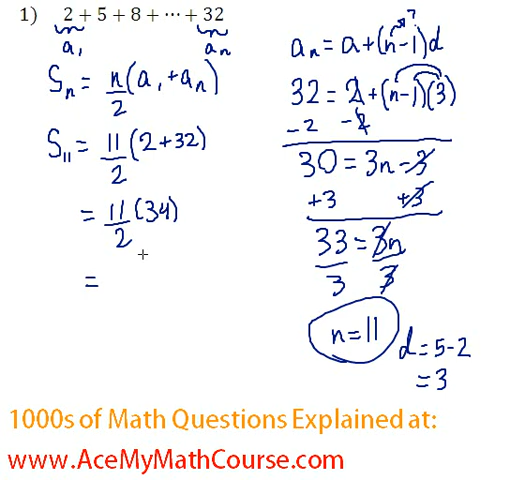 1) 2 + 5 + 8 + ··· + 32
a₁ aₙ
Sₙ = n/2 (a₁ + aₙ)
S₁₁ = 11/2 (2+32)
= 11/2 (34)
=
aₙ = a + (n-1)d
32 = 2 + (n-1)(3)
-2 -2
30 = 3n - 3
+3 +3
33/3 = 3n/3
n = 11
d = 5-2
= 3
1000s of Math Questions Explained at:
www.AceMyMathCourse.com